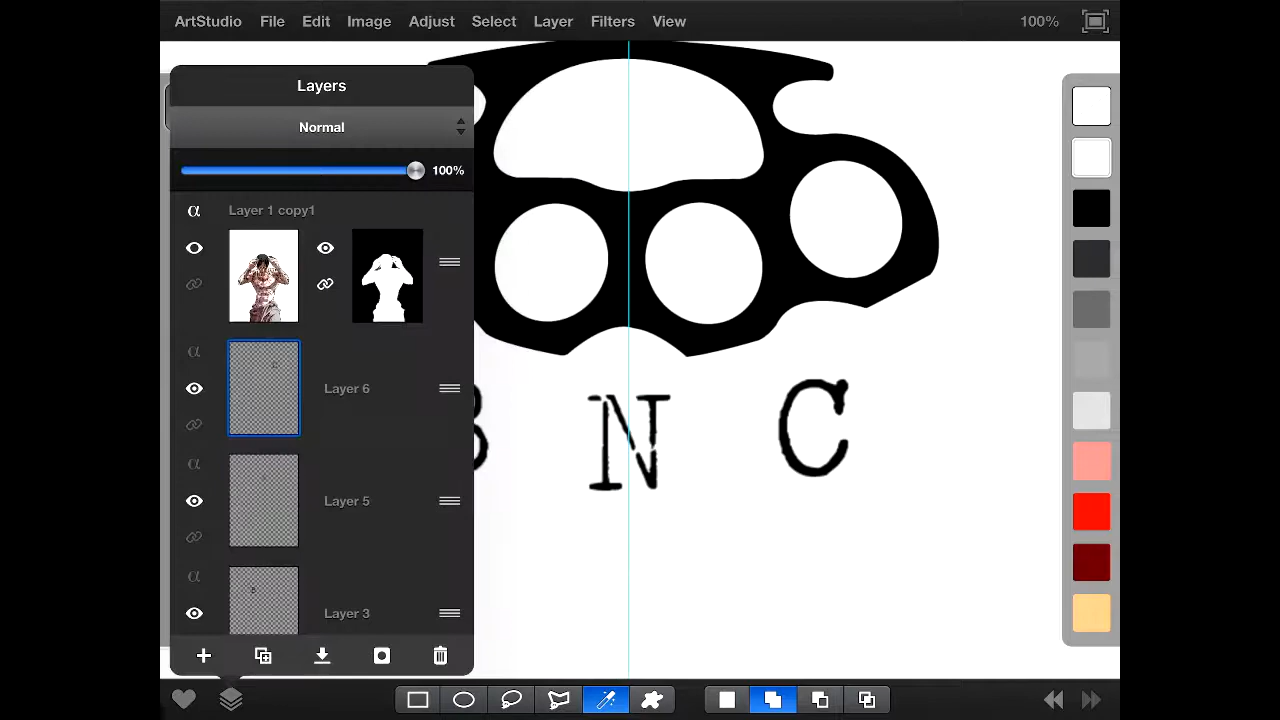 ArtStudio File Edit Image Adjust Select Layer Filters View 100%
Layers
Normal
100%
α Layer 1 copy1
α
Layer 6
α
Layer 5
α
B
Layer 3
B N C